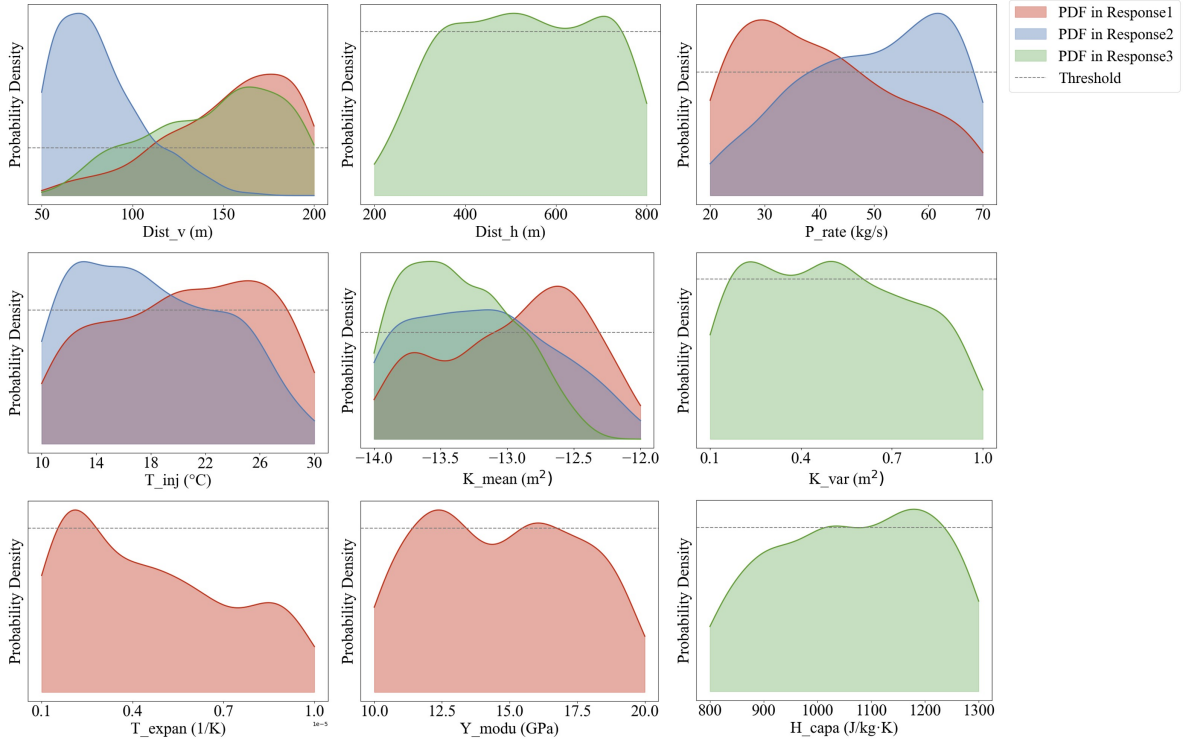 PDF in Response1
PDF in Response2
PDF in Response3
Threshold
Probability Density
50 100 150 200
Dist_v (m)
Probability Density
200 400 600 800
Dist_h (m)
Probability Density
20 30 40 50 60 70
P_rate (kg/s)
Probability Density
10 14 18 22 26 30
T_inj (°C)
Probability Density
−14.0 −13.5 −13.0 −12.5 −12.0
K_mean (m²)
Probability Density
0.1 0.4 0.7 1.0
K_var (m²)
Probability Density
0.1 0.4 0.7 1.0
1e−5
T_expan (1/K)
Probability Density
10.0 12.5 15.0 17.5 20.0
Y_modu (GPa)
Probability Density
800 900 1000 1100 1200 1300
H_capa (J/kg·K)